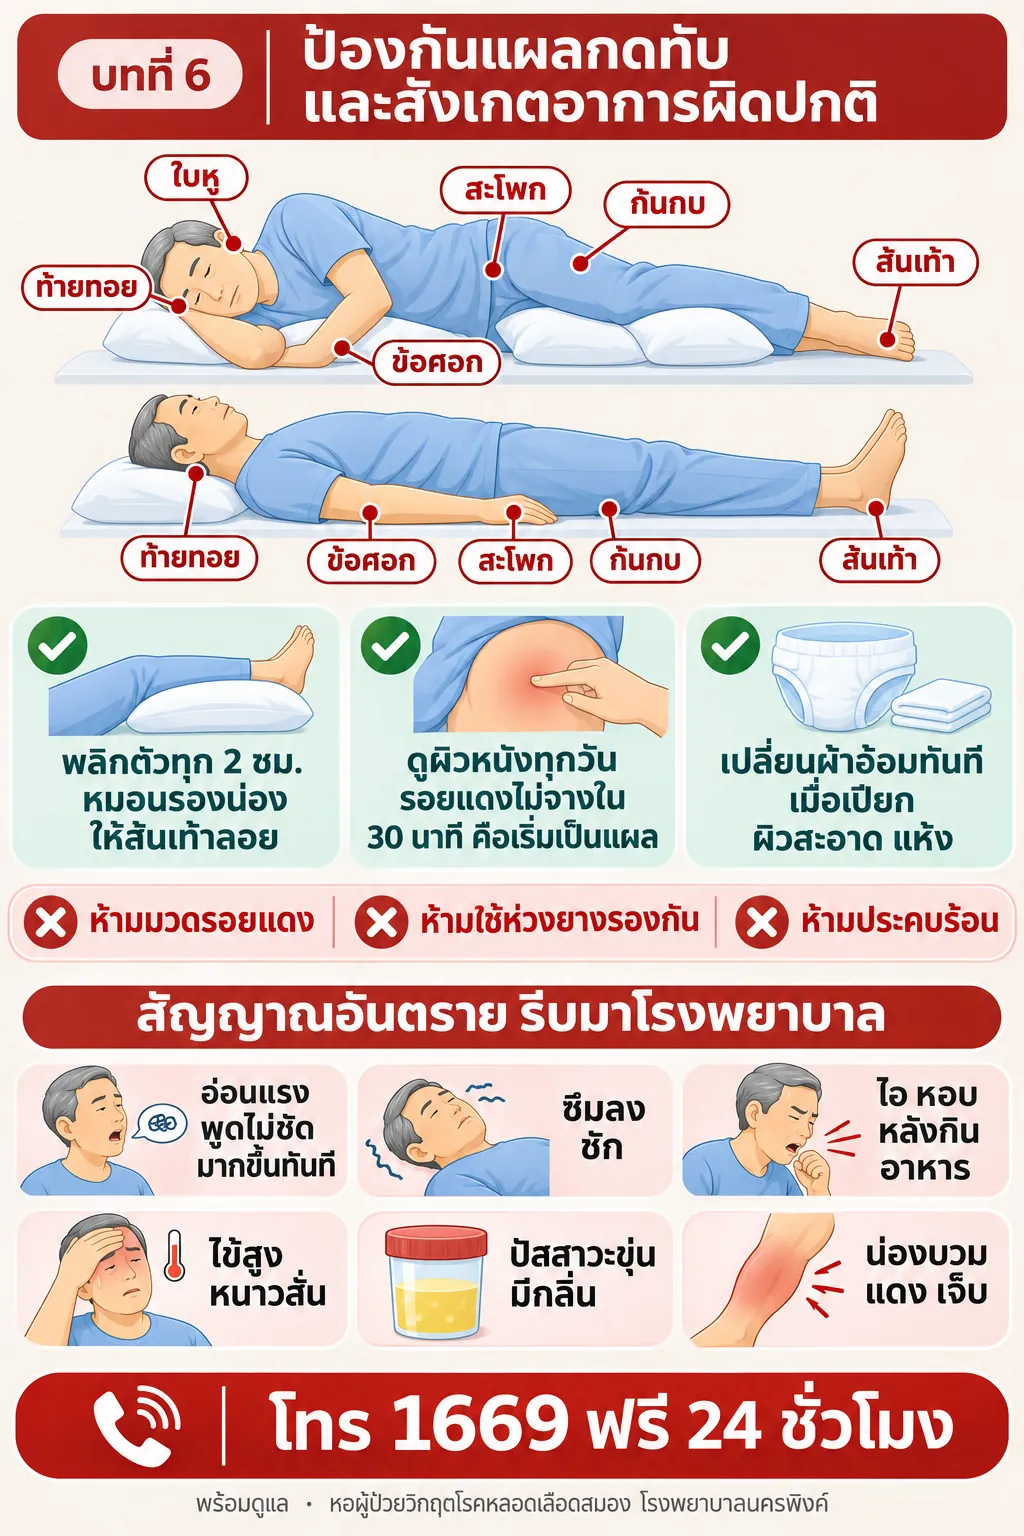 บทที่ 6
ป้องกันแผลกดทับ
และสังเกตอาการผิดปกติ
ใบหู
สะโพก
ก้นกบ
ส้นเท้า
ท้ายทอย
ข้อศอก
ท้ายทอย
ข้อศอก
สะโพก
ก้นกบ
ส้นเท้า
พลิกตัวทุก 2 ซม.
หมอนรองน่อง
ให้ส้นเท้าลอย
ดูผิวหนังทุกวัน
รอยแดงไม่จางใน
30 นาที คือเริ่มเป็นแผล
เปลี่ยนผ้าอ้อมทันที
เมื่อเปียก
ผิวสะอาด แห้ง
ห้ามมวดรอยแดง
ห้ามใช้ห่วงยางรองกัน
ห้ามประคบร้อน
สัญญาณอันตราย รีบมาโรงพยาบาล
อ่อนแรง
พูดไม่ชัด
มากขึ้นทันที
ซึมลง
ชัก
ไอ หอบ
หลังกิน
อาหาร
ไข้สูง
หนาวสั่น
ปัสสาวะขุ่น
มีกลิ่น
น่องบวม
แดง เจ็บ
โทร 1669 ฟรี 24 ชั่วโมง
พร้อมดูแล • หอผู้ป่วยวิกฤตโรคหลอดเลือดสมอง โรงพยาบาลนครพิงค์